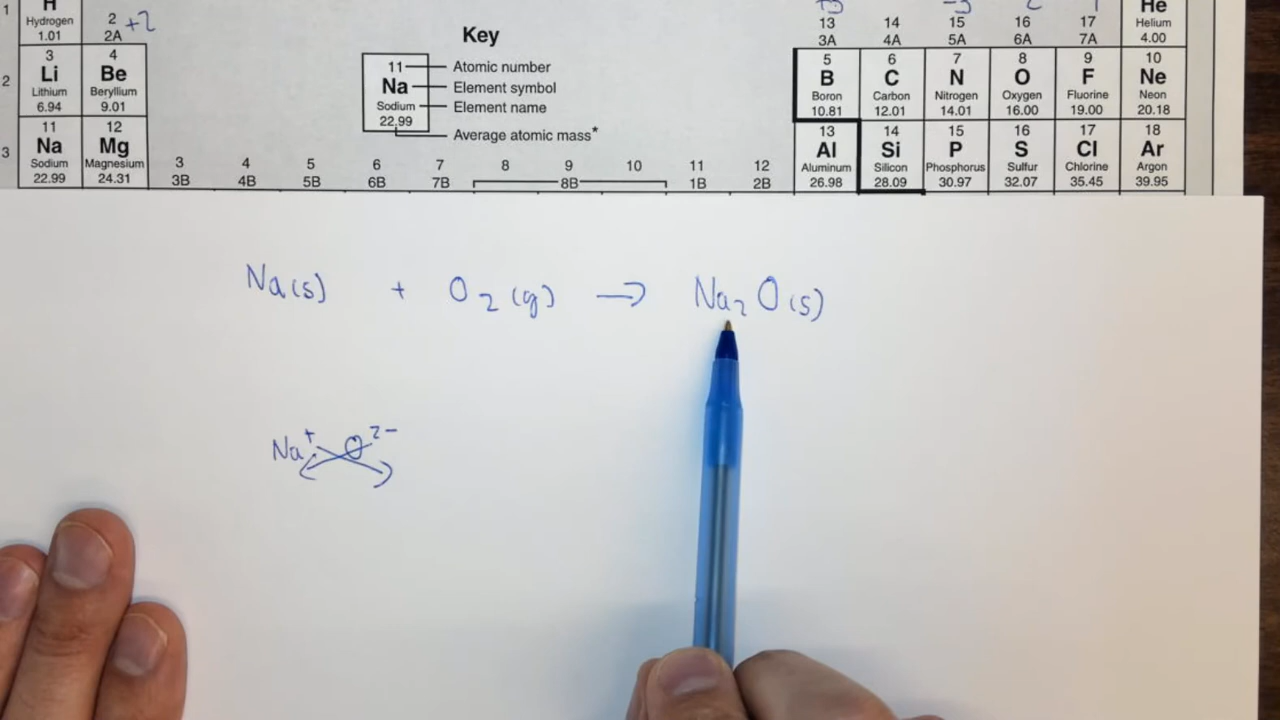 1 H He
Hydrogen 2 +2 13 14 15 16 17 Helium
1.01 2A 3A 4A 5A 6A 7A 4.00
Key
3 4 5 6 7 8 9 10
2 Li Be B C N O F Ne
Lithium Beryllium Boron Carbon Nitrogen Oxygen Fluorine Neon
6.94 9.01 10.81 12.01 14.01 16.00 19.00 20.18
11 Atomic number
Na Element symbol
Sodium Element name
22.99
Average atomic mass*
11 12 13 14 15 16 17 18
3 Na Mg Al Si P S Cl Ar
Sodium Magnesium 3 4 5 6 7 8 9 10 11 12 Aluminum Silicon Phosphorus Sulfur Chlorine Argon
22.99 24.31 3B 4B 5B 6B 7B 8B 1B 2B 26.98 28.09 30.97 32.07 35.45 39.95
Na(s) + O2(g) → Na2O(s)
Na+ O2-